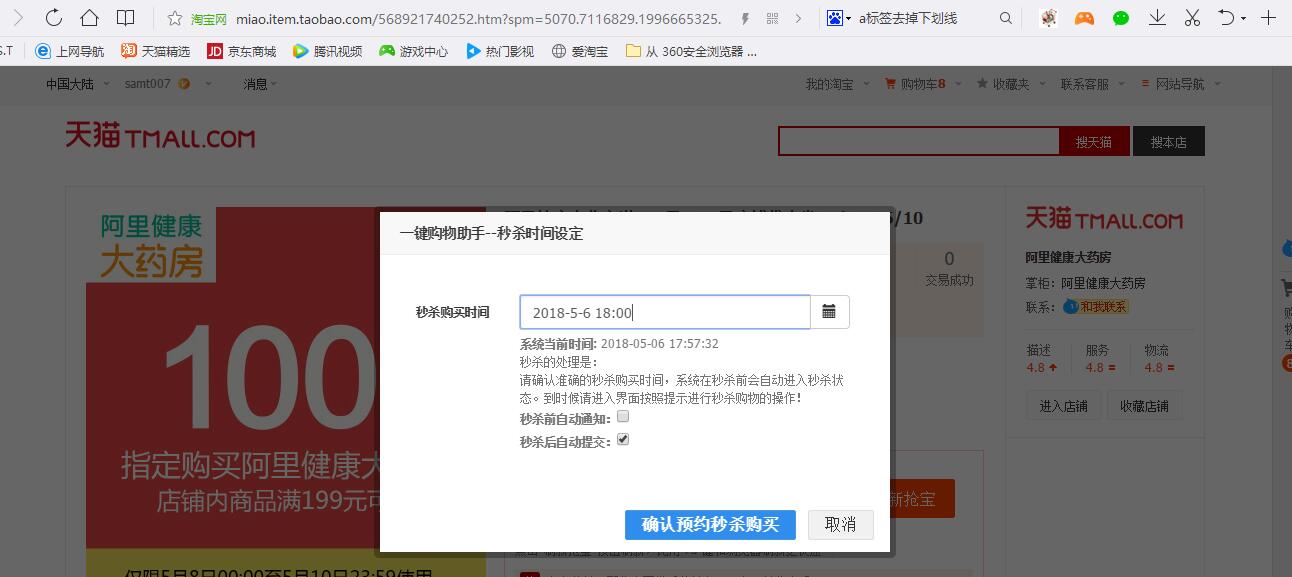 淘宝网 miao.item.taobao.com/568921740252.htm?spm=5070.7116829.1996665325. a标签去掉下划线
S.T 上网导航 天猫精选 JD 京东商城 腾讯视频 游戏中心 热门影视 爱淘宝 从 360安全浏览器 ...
中国大陆 samt007 消息 我的淘宝 购物车8 收藏夹 联系客服 网站导航
天猫 TMALL.COM 搜天猫 搜本店
阿里健康
大药房
5/10
天猫 TMALL.COM
一键购物助手--秒杀时间设定
0
交易成功
阿里健康大药房
掌柜：阿里健康大药房
联系： 和我联系
秒杀购买时间 2018-5-6 18:00
100
系统当前时间: 2018-05-06 17:57:32
秒杀的处理是：
请确认准确的秒杀购买时间，系统在秒杀前会自动进入秒杀状
态。到时候请进入界面按照提示进行秒杀购物的操作！
秒杀前自动通知：
秒杀后自动提交：
描述 服务 物流
4.8 4.8 = 4.8 =
进入店铺 收藏店铺
指定购买阿里健康大
店铺内商品满199元可
新抢宝
确认预约秒杀购买 取消
仅限5月8日00:00至5月10日23:59使用